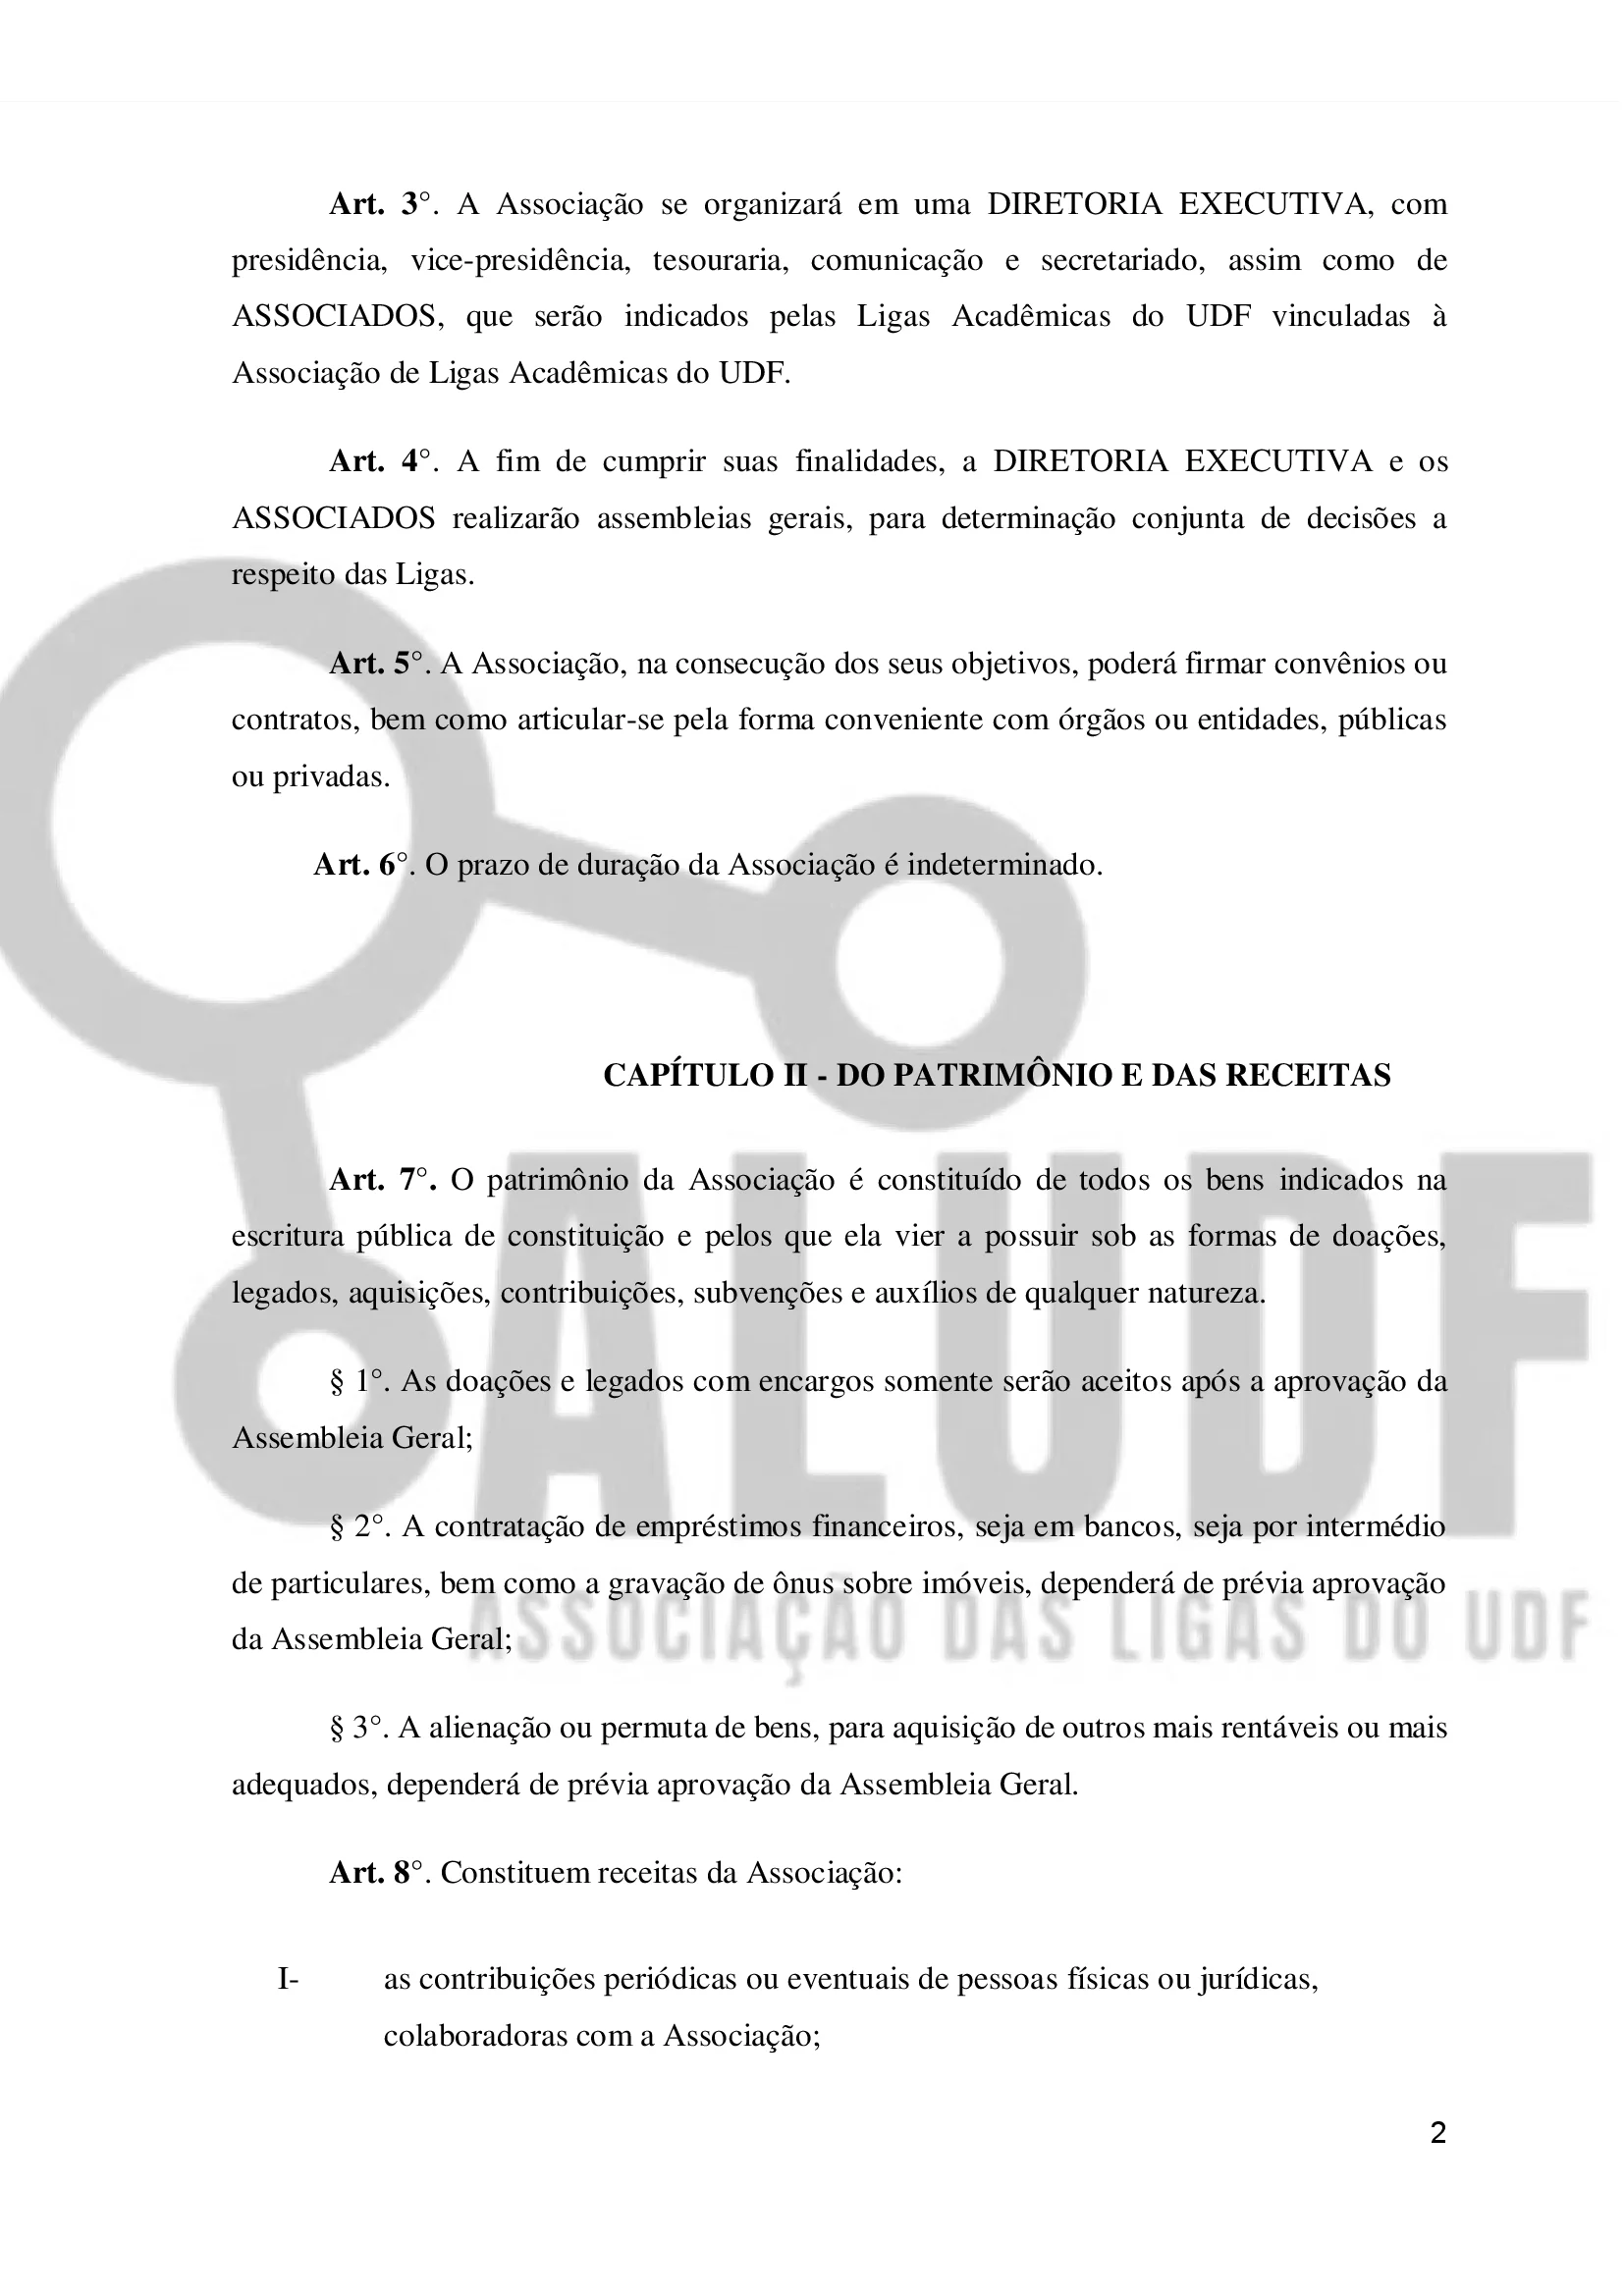 Art. 3°. A Associação se organizará em uma DIRETORIA EXECUTIVA, com
presidência, vice-presidência, tesouraria, comunicação e secretariado, assim como de
ASSOCIADOS, que serão indicados pelas Ligas Acadêmicas do UDF vinculadas à
Associação de Ligas Acadêmicas do UDF.
Art. 4°. A fim de cumprir suas finalidades, a DIRETORIA EXECUTIVA e os
ASSOCIADOS realizarão assembleias gerais, para determinação conjunta de decisões a
respeito das Ligas.
Art. 5°. A Associação, na consecução dos seus objetivos, poderá firmar convênios ou
contratos, bem como articular-se pela forma conveniente com órgãos ou entidades, públicas
ou privadas.
Art. 6°. O prazo de duração da Associação é indeterminado.
CAPÍTULO II - DO PATRIMÔNIO E DAS RECEITAS
Art. 7°. O patrimônio da Associação é constituído de todos os bens indicados na
escritura pública de constituição e pelos que ela vier a possuir sob as formas de doações,
legados, aquisições, contribuições, subvenções e auxílios de qualquer natureza.
§ 1°. As doações e legados com encargos somente serão aceitos após a aprovação da
Assembleia Geral;
ALUDF
§ 2°. A contratação de empréstimos financeiros, seja em bancos, seja por intermédio
de particulares, bem como a gravação de ônus sobre imóveis, dependerá de prévia aprovação
da Assembleia Geral;
ASSOCIAÇÃO DAS LIGAS DO UDF
§ 3°. A alienação ou permuta de bens, para aquisição de outros mais rentáveis ou mais
adequados, dependerá de prévia aprovação da Assembleia Geral.
Art. 8°. Constituem receitas da Associação:
I- as contribuições periódicas ou eventuais de pessoas físicas ou jurídicas,
colaboradoras com a Associação;
2